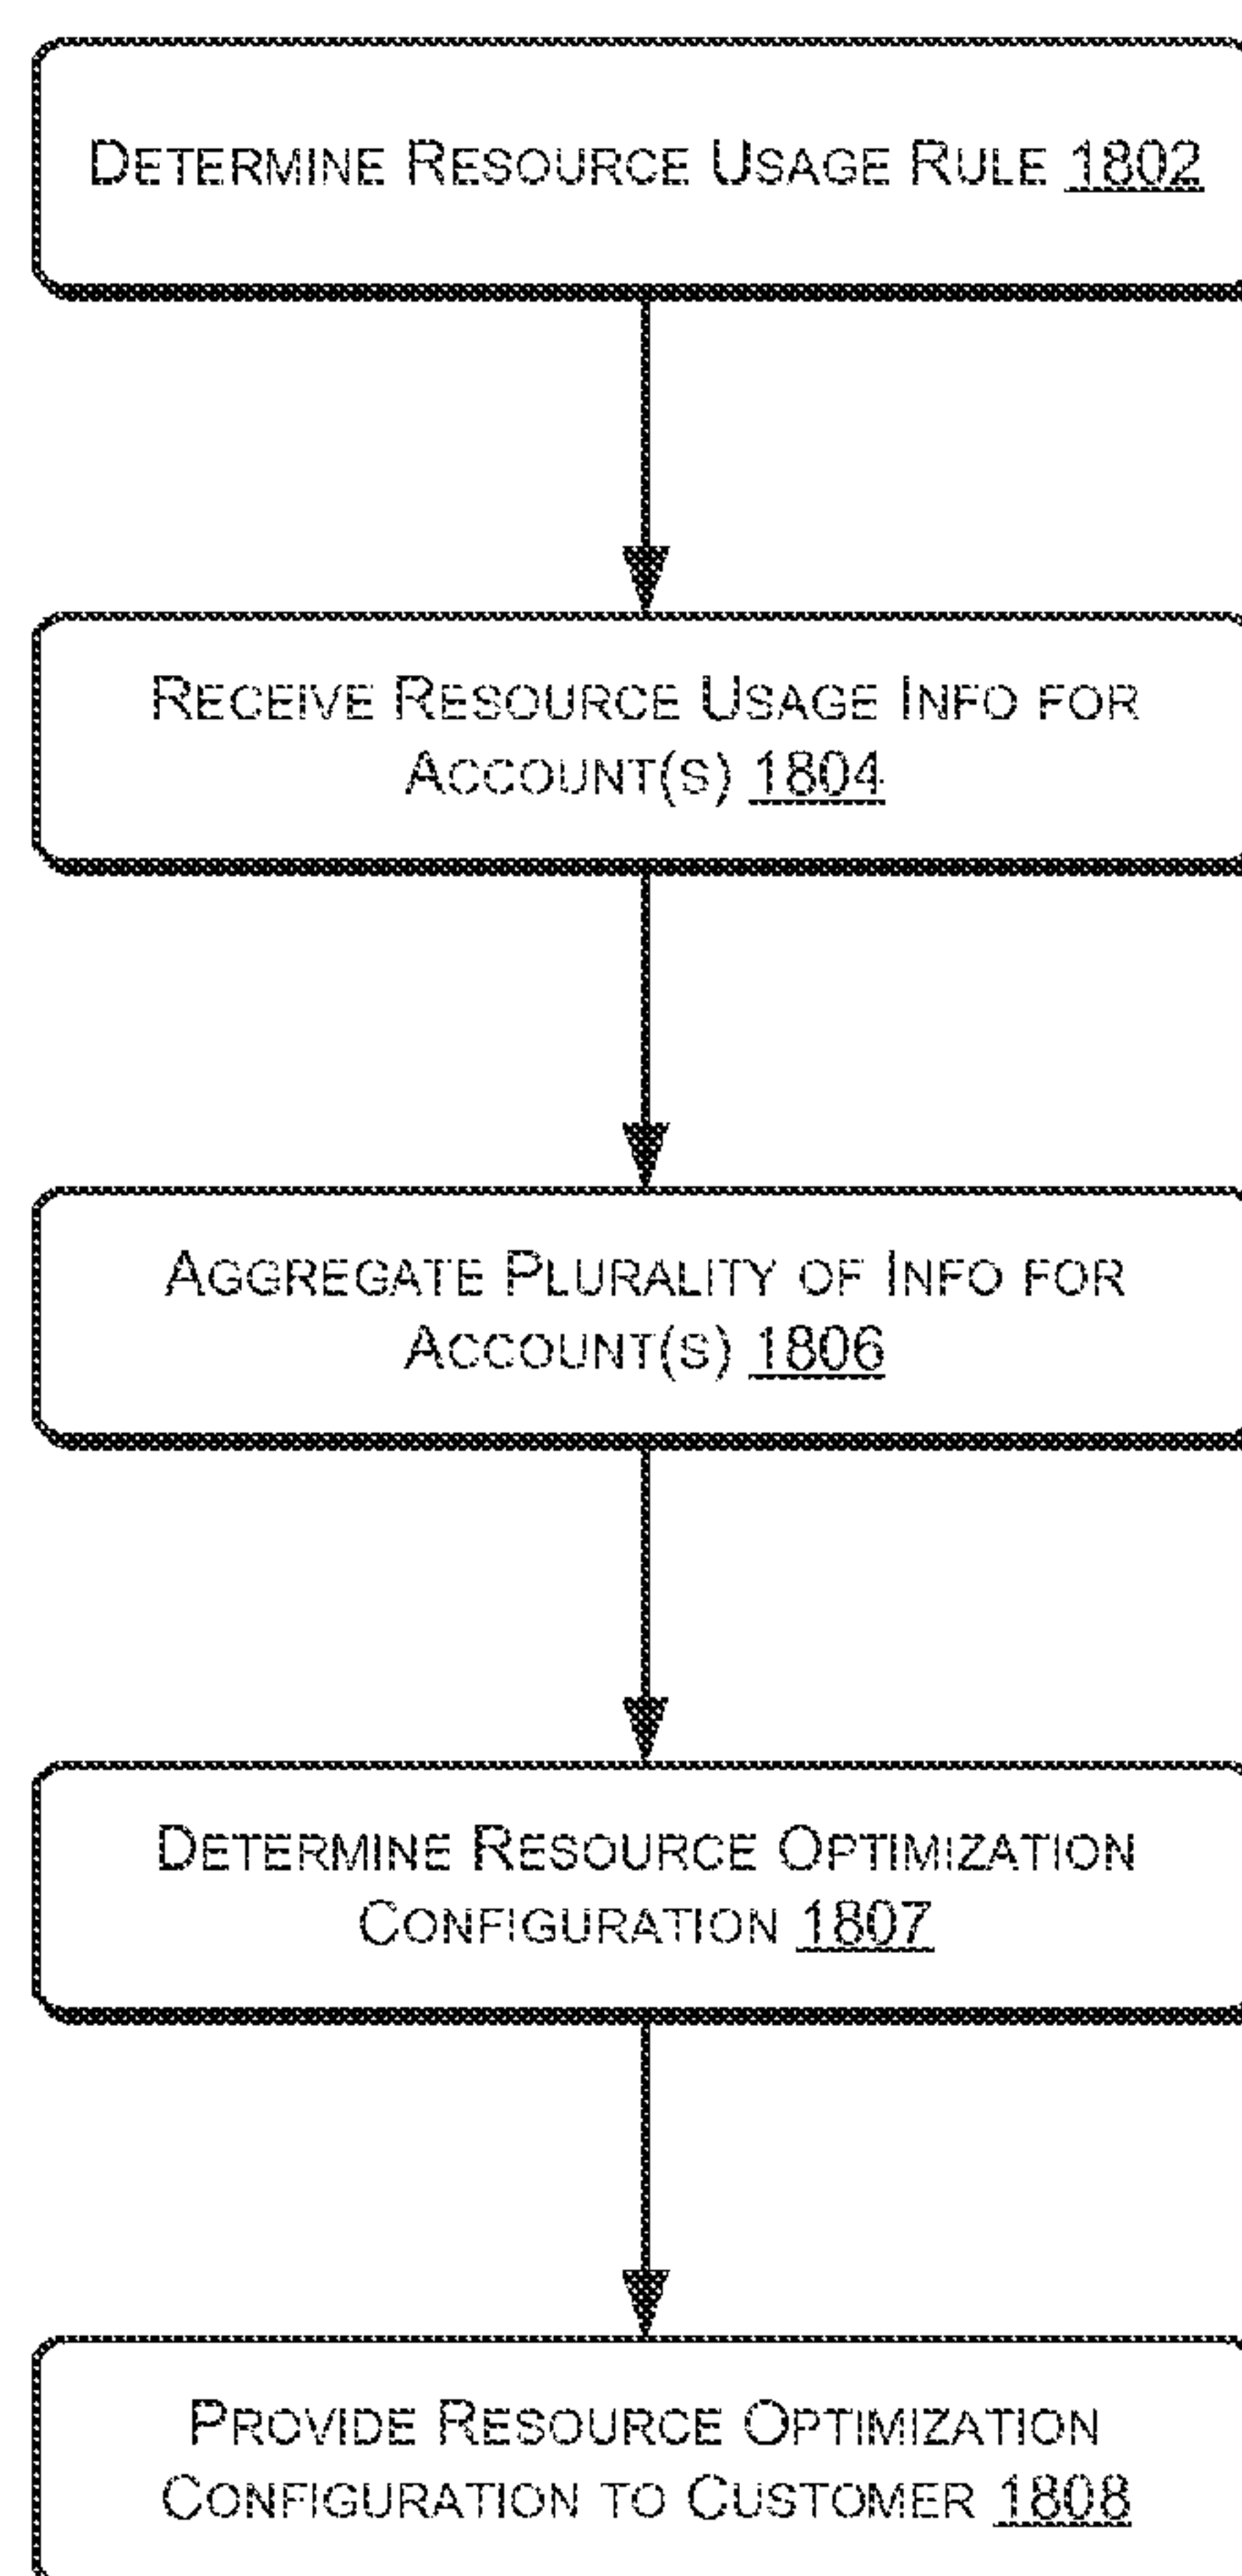 DETERMINE RESOURCE USAGE RULE 1802
RECEIVE RESOURCE USAGE INFO FOR
ACCOUNT(S) 1804
AGGREGATE PLURALITY OF INFO FOR
ACCOUNT(S) 1806
DETERMINE RESOURCE OPTIMIZATION
CONFIGURATION 1807
PROVIDE RESOURCE OPTIMIZATION
CONFIGURATION TO CUSTOMER 1808